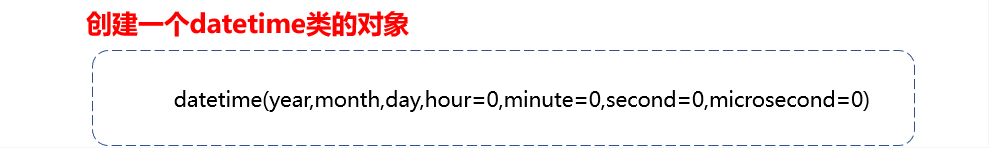 创建一个datetime类的对象
datetime(year,month,day,hour=0,minute=0,second=0,microsecond=0)